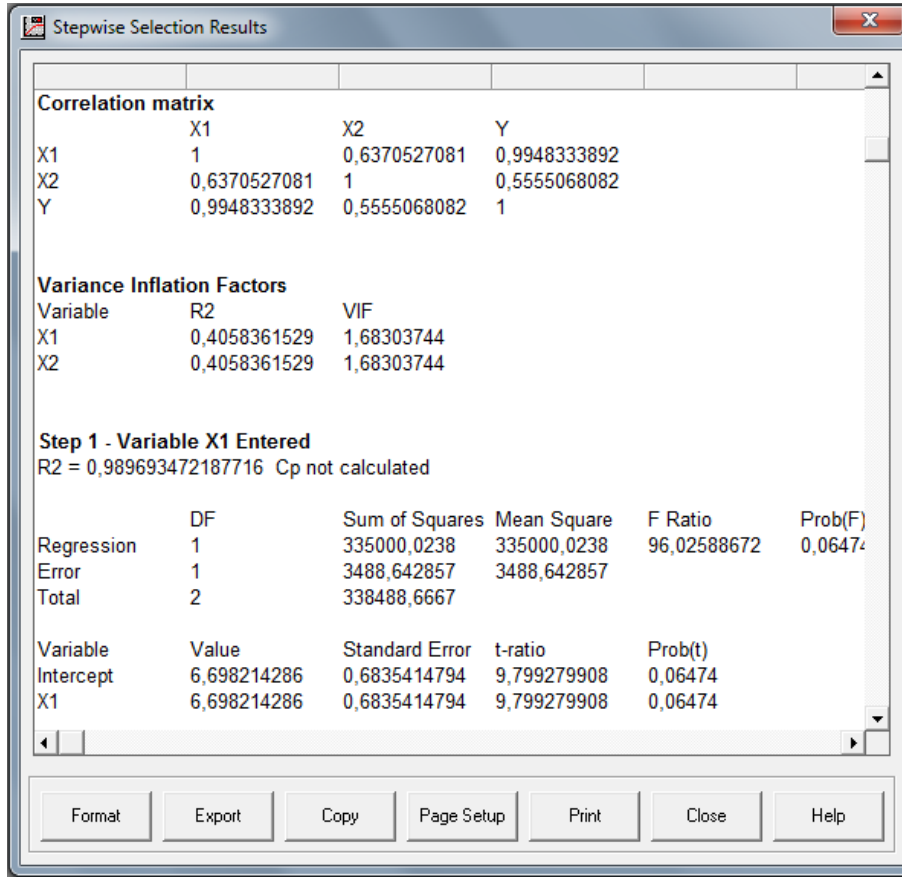 Stepwise Selection Results
x
Correlation matrix
X1 X2 Y
X1 1 0,6370527081 0,9948333892
X2 0,6370527081 1 0,5555068082
Y 0,9948333892 0,5555068082 1
Variance Inflation Factors
Variable R2 VIF
X1 0,4058361529 1,68303744
X2 0,4058361529 1,68303744
Step 1 - Variable X1 Entered
R2 = 0,989693472187716 Cp not calculated
DF Sum of Squares Mean Square F Ratio Prob(F)
Regression 1 335000,0238 335000,0238 96,02588672 0,06474
Error 1 3488,642857 3488,642857
Total 2 338488,6667
Variable Value Standard Error t-ratio Prob(t)
Intercept 6,698214286 0,6835414794 9,799279908 0,06474
X1 6,698214286 0,6835414794 9,799279908 0,06474
Format Export Copy Page Setup Print Close Help